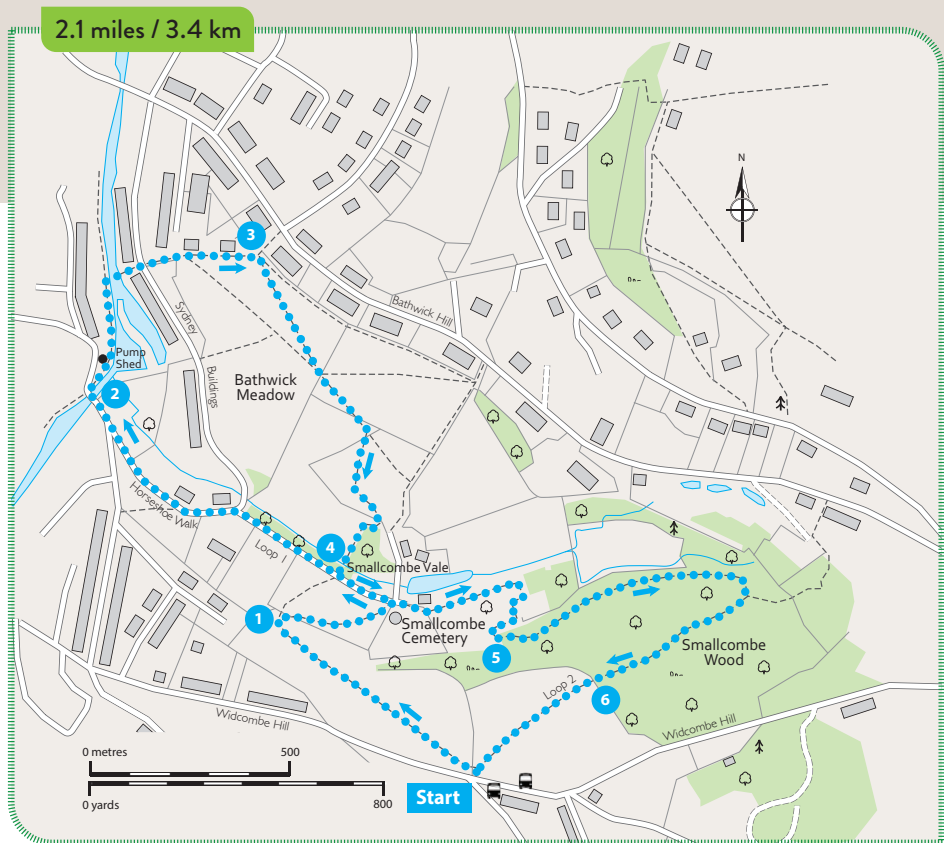 2.1 miles / 3.4 km
N
3
Bathwick Hill
Sydney
Buildings
Pump
Shed
Bathwick
Meadow
2
Horseshoe Walk
Loop 1
4
Smallcombe Vale
1
Smallcombe
Cemetery
5
Smallcombe
Wood
Loop 2
6
Widcombe Hill
Widcombe Hill
0 metres
500
0 yards
800
Start